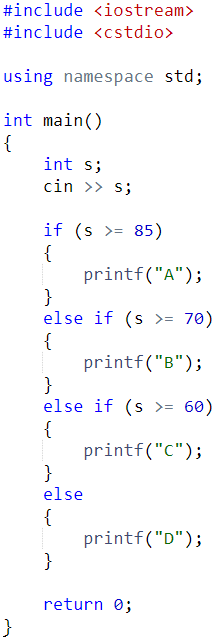 #include <iostream>
#include <cstdio>
using namespace std;
int main()
{
    int s;
    cin >> s;
    if (s >= 85)
    {
        printf("A");
    }
    else if (s >= 70)
    {
        printf("B");
    }
    else if (s >= 60)
    {
        printf("C");
    }
    else
    {
        printf("D");
    }
    return 0;
}